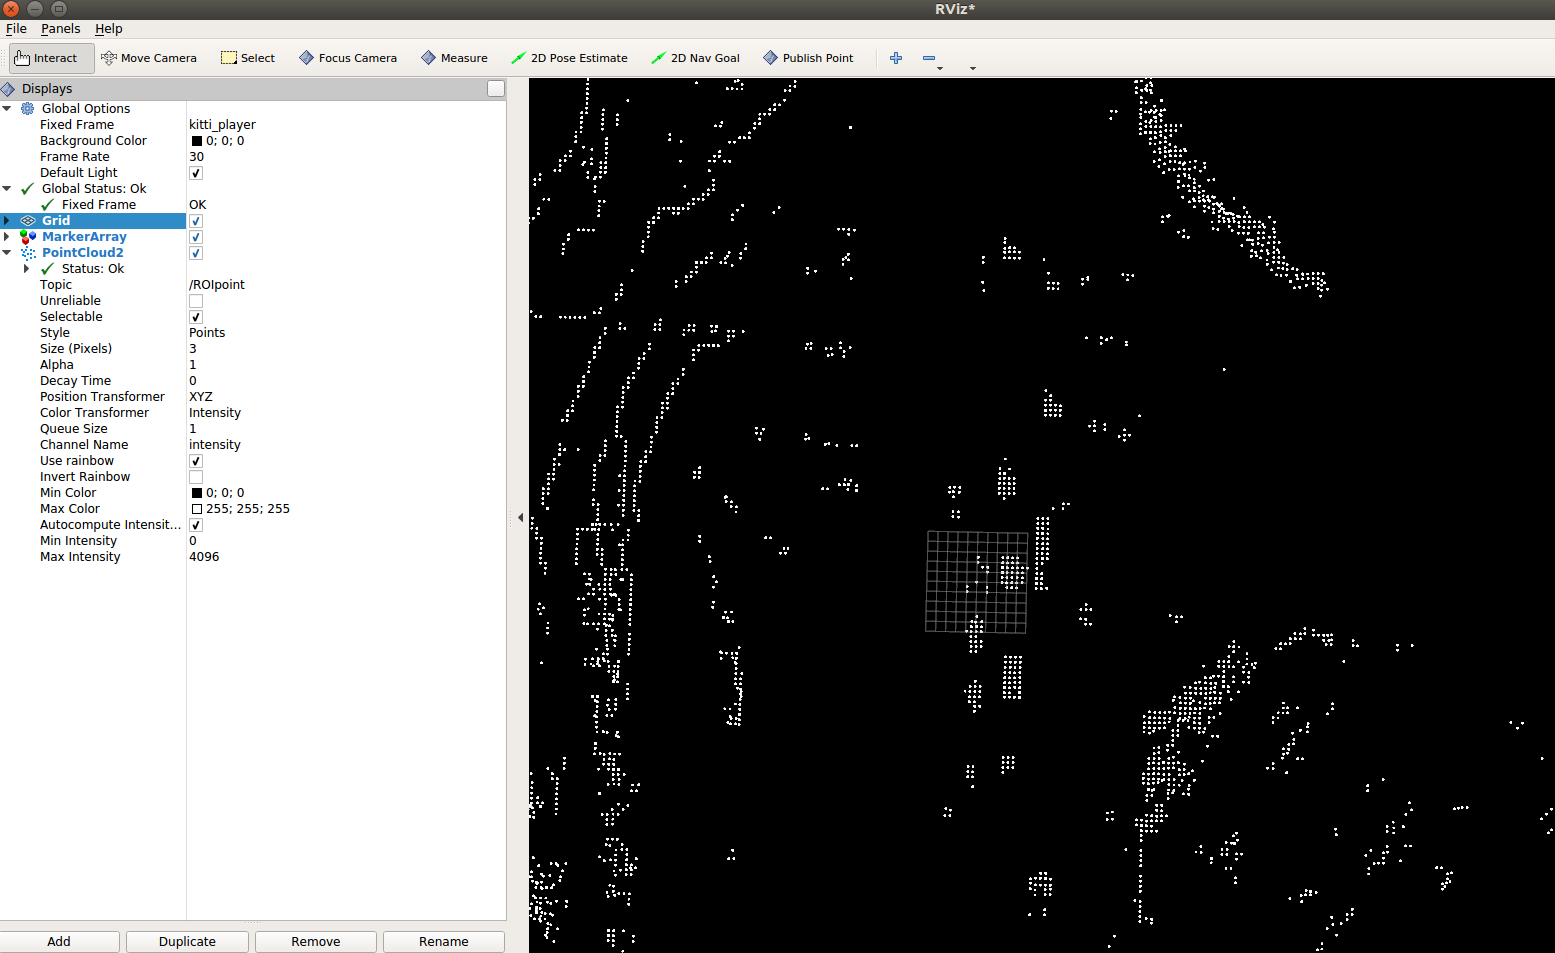 RViz*
File Panels Help
Interact Move Camera Select Focus Camera Measure 2D Pose Estimate 2D Nav Goal Publish Point
Displays
Global Options
Fixed Frame kitti_player
Background Color 0; 0; 0
Frame Rate 30
Default Light
Global Status: Ok
Fixed Frame OK
Grid
MarkerArray
PointCloud2
Status: Ok
Topic /ROIpoint
Unreliable
Selectable
Style Points
Size (Pixels) 3
Alpha 1
Decay Time 0
Position Transformer XYZ
Color Transformer Intensity
Queue Size 1
Channel Name intensity
Use rainbow
Invert Rainbow
Min Color 0; 0; 0
Max Color 255; 255; 255
Autocompute Intensit...
Min Intensity 0
Max Intensity 4096
Add Duplicate Remove Rename